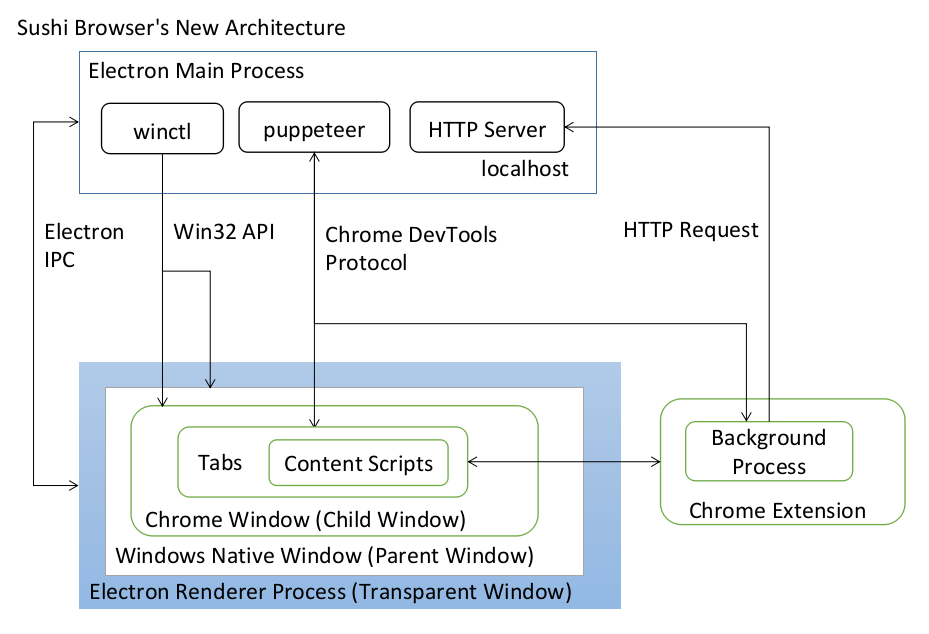 Sushi Browser's New Architecture
Electron Main Process
winctl
puppeteer
HTTP Server
localhost
Electron
IPC
Win32 API
Chrome DevTools
Protocol
HTTP Request
Tabs
Content Scripts
Chrome Window (Child Window)
Windows Native Window (Parent Window)
Electron Renderer Process (Transparent Window)
Background
Process
Chrome Extension